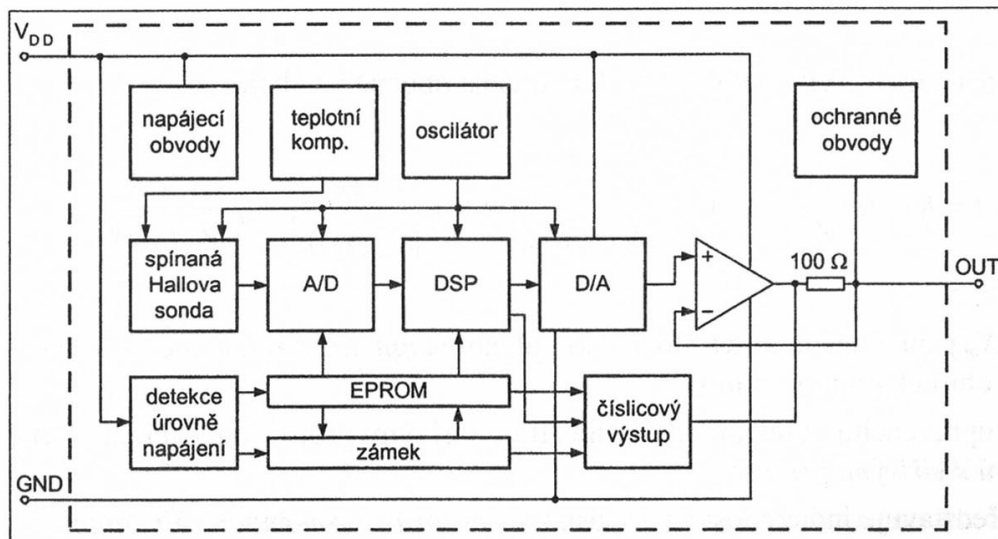 V_DD
napájecí
obvody
teplotní
komp.
oscilátor
ochranné
obvody
spínaná
Hallova
sonda
A/D
DSP
D/A
+
−
100 Ω
OUT
detekce
úrovně
napájení
EPROM
zámek
číslicový
výstup
GND